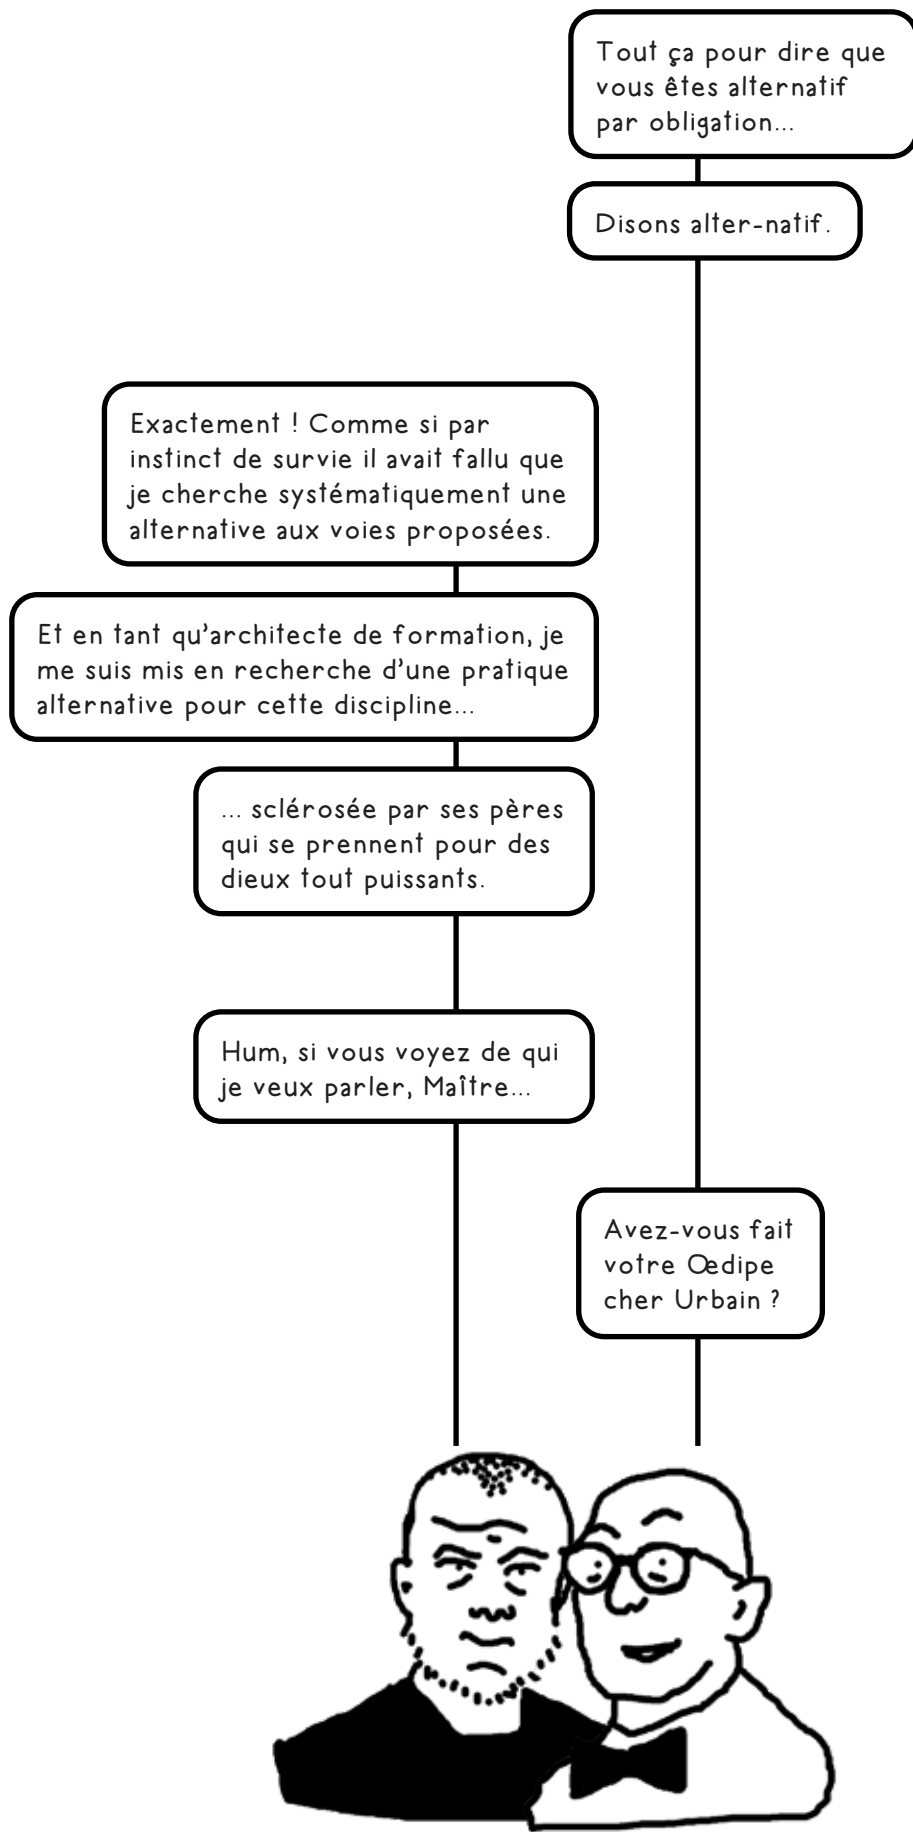 Tout ça pour dire que
vous êtes alternatif
par obligation...
Disons alter-natif.
Exactement ! Comme si par
instinct de survie il avait fallu que
je cherche systématiquement une
alternative aux voies proposées.
Et en tant qu’architecte de formation, je
me suis mis en recherche d’une pratique
alternative pour cette discipline...
... sclérosée par ses pères
qui se prennent pour des
dieux tout puissants.
Hum, si vous voyez de qui
je veux parler, Maître...
Avez-vous fait
votre Œdipe
cher Urbain ?